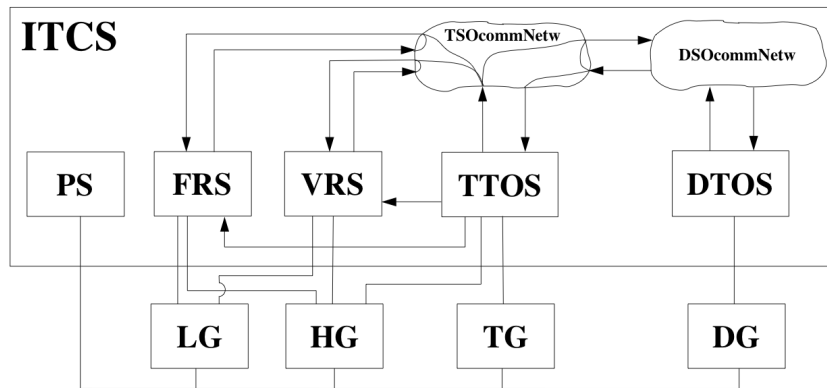 ITCS
TSOcommNetw
DSOcommNetw
PS
FRS
VRS
TTOS
DTOS
LG
HG
TG
DG